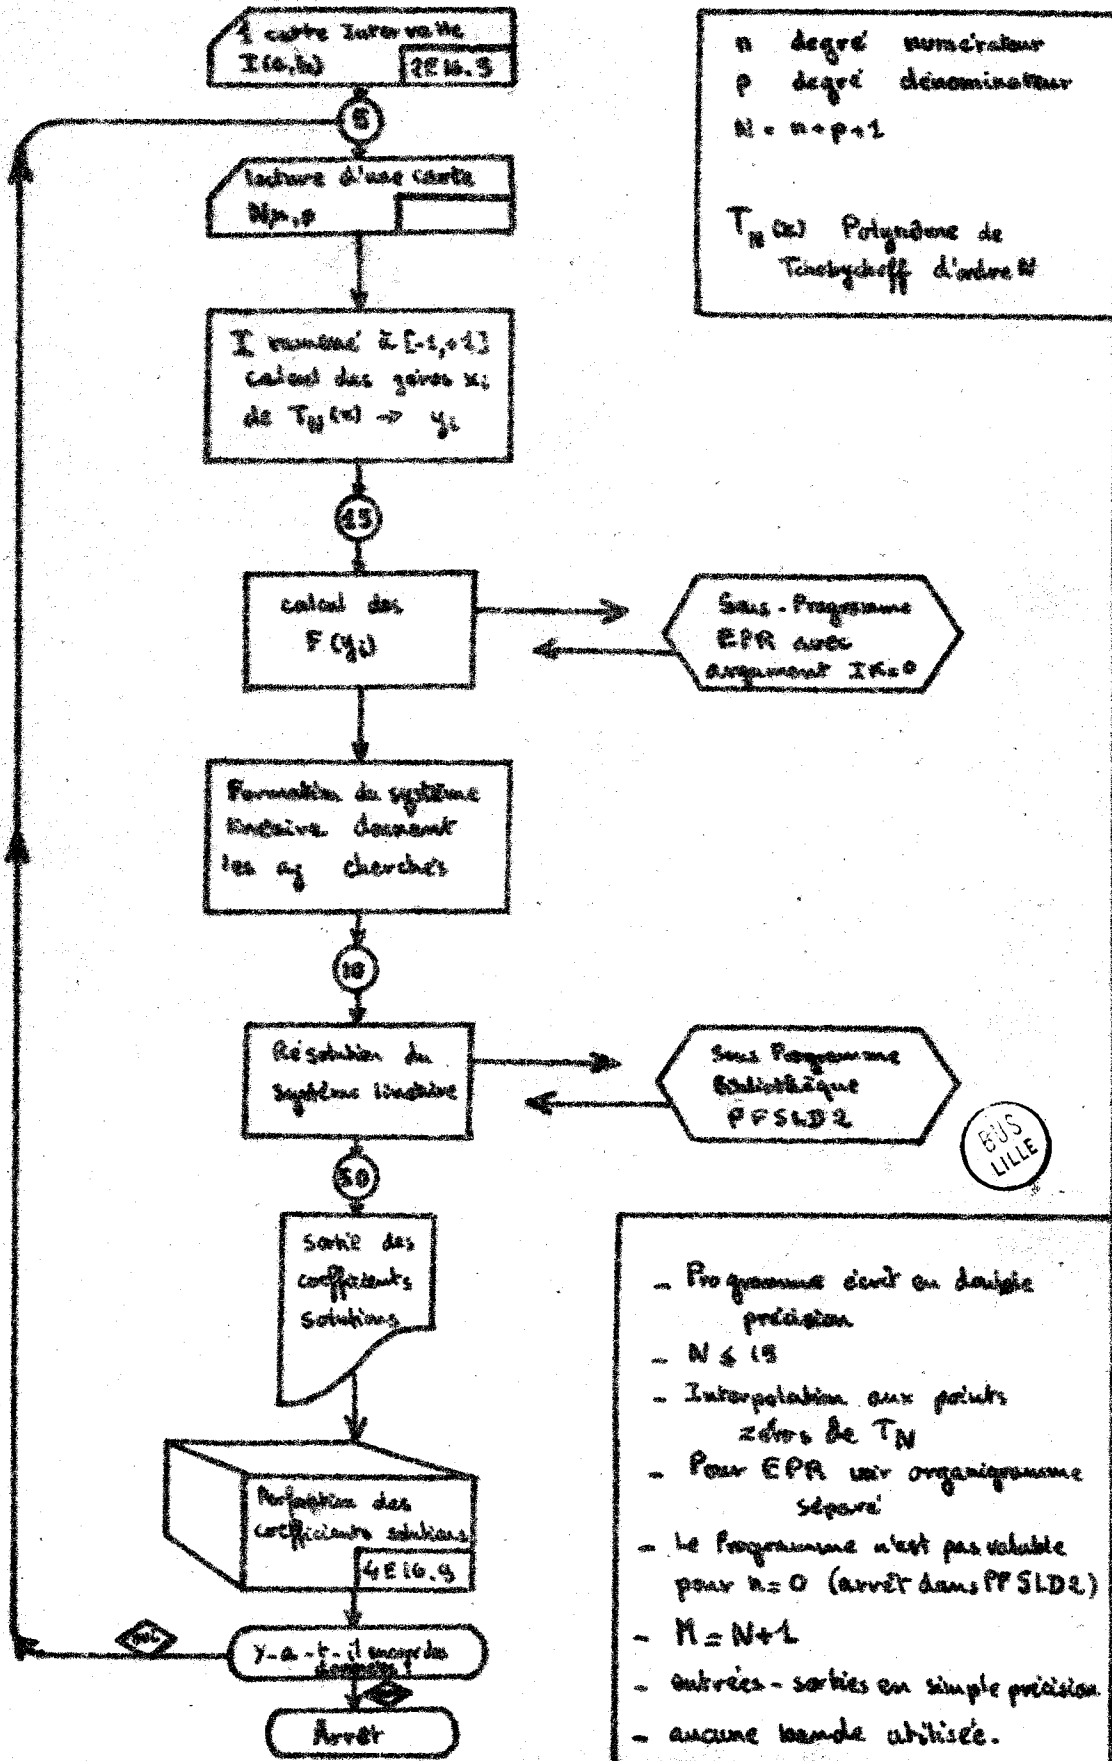 1 carte Intervalle
I(a,b) 2E16.9
5
lecture d'une carte
N,n,p
I ramené à [-1,+1]
calcul des zéros xi
de TN(x) → yi
15
calcul des
F(yi)
Sous-Programme
EPR avec
argument IK=0
Formation du système
linéaire donnant
les aj cherchés
18
Résolution du
système linéaire
Sous Programme
Bibliothèque
PFSLD2
50
Sortie des
coefficients
solutions
Perforation des
coefficients solutions
4E16.9
oui
y-a-t-il encore des
données?
Arrêt
n degré numérateur
p degré dénominateur
N = n+p+1
TN(x) Polynôme de
Tchebycheff d'ordre N
BUS
LILLE
- Programme écrit en double
précision
- N ≤ 19
- Interpolation aux points
zéros de TN
- Pour EPR voir organigramme
séparé
- Le Programme n'est pas valable
pour n=0 (arrêt dans PFSLD2)
- M = N+1
- entrées-sorties en simple précision
- aucune bande utilisée.